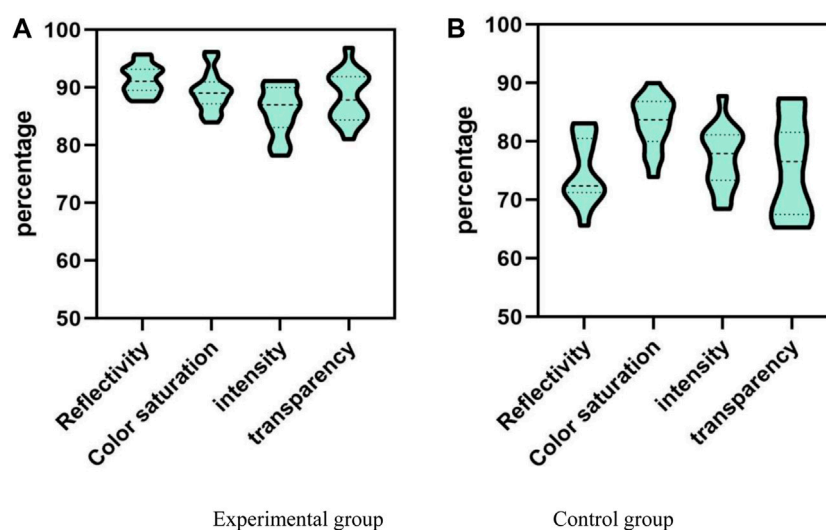 A
percentage
100
90
80
70
60
50
Reflectivity
Color saturation
intensity
transparency
B
percentage
100
90
80
70
60
50
Reflectivity
Color saturation
intensity
transparency
Experimental group
Control group